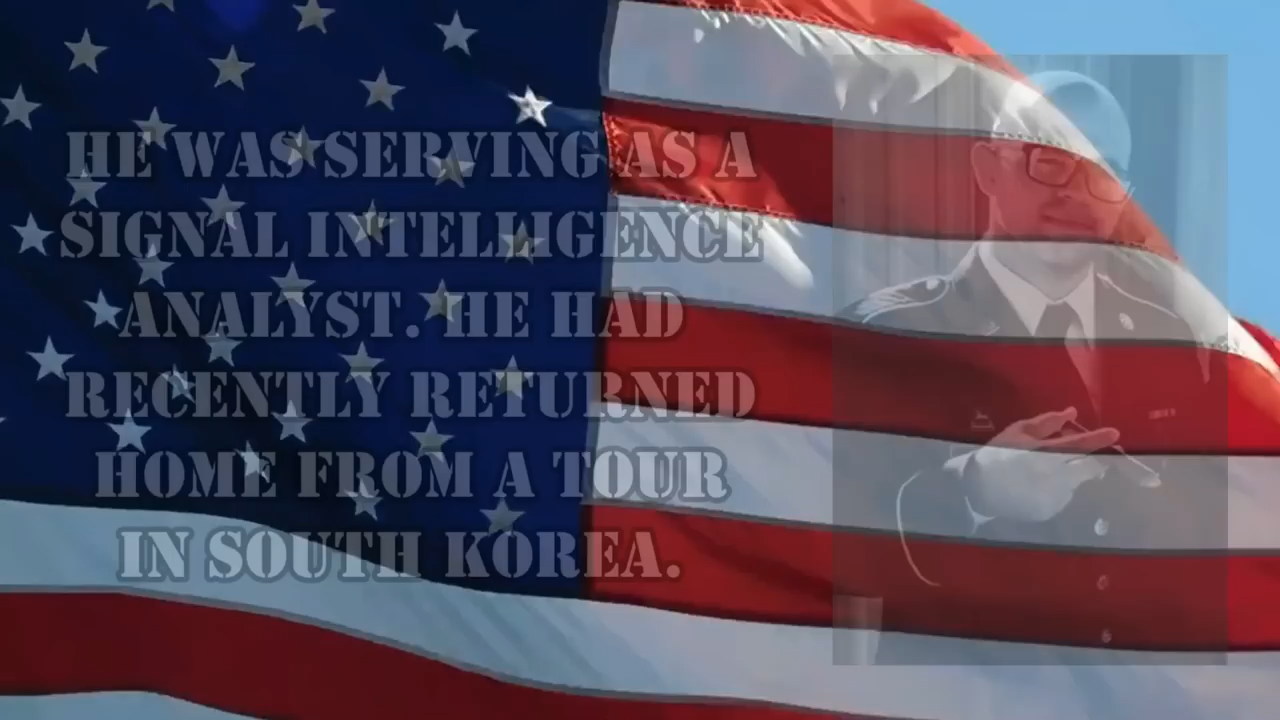 HE WAS SERVING AS A
SIGNAL INTELLIGENCE
ANALYST. HE HAD
RECENTLY RETURNED
HOME FROM A TOUR
IN SOUTH KOREA.